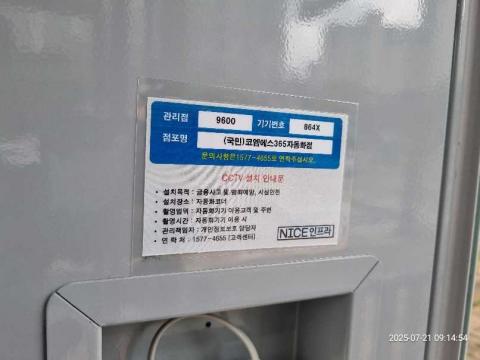 관리점 9600 기기번호 864X
점포명 (국민)코엠에스365자동화점
문의사항은1577-4655로 연락주십시오.
CCTV 설치 안내문
• 설치목적 : 금융사고 및 범죄예방, 시설안전
• 설치장소 : 자동화코너
• 촬영범위 : 자동화기기 이용고객 및 주변
• 촬영시간 : 자동화기기 이용 시
• 관리책임자 : 개인정보보호 담당자
• 연 락 처 : 1577-4655 (고객센터)
NICE인프라
2025-07-21 09:14:54